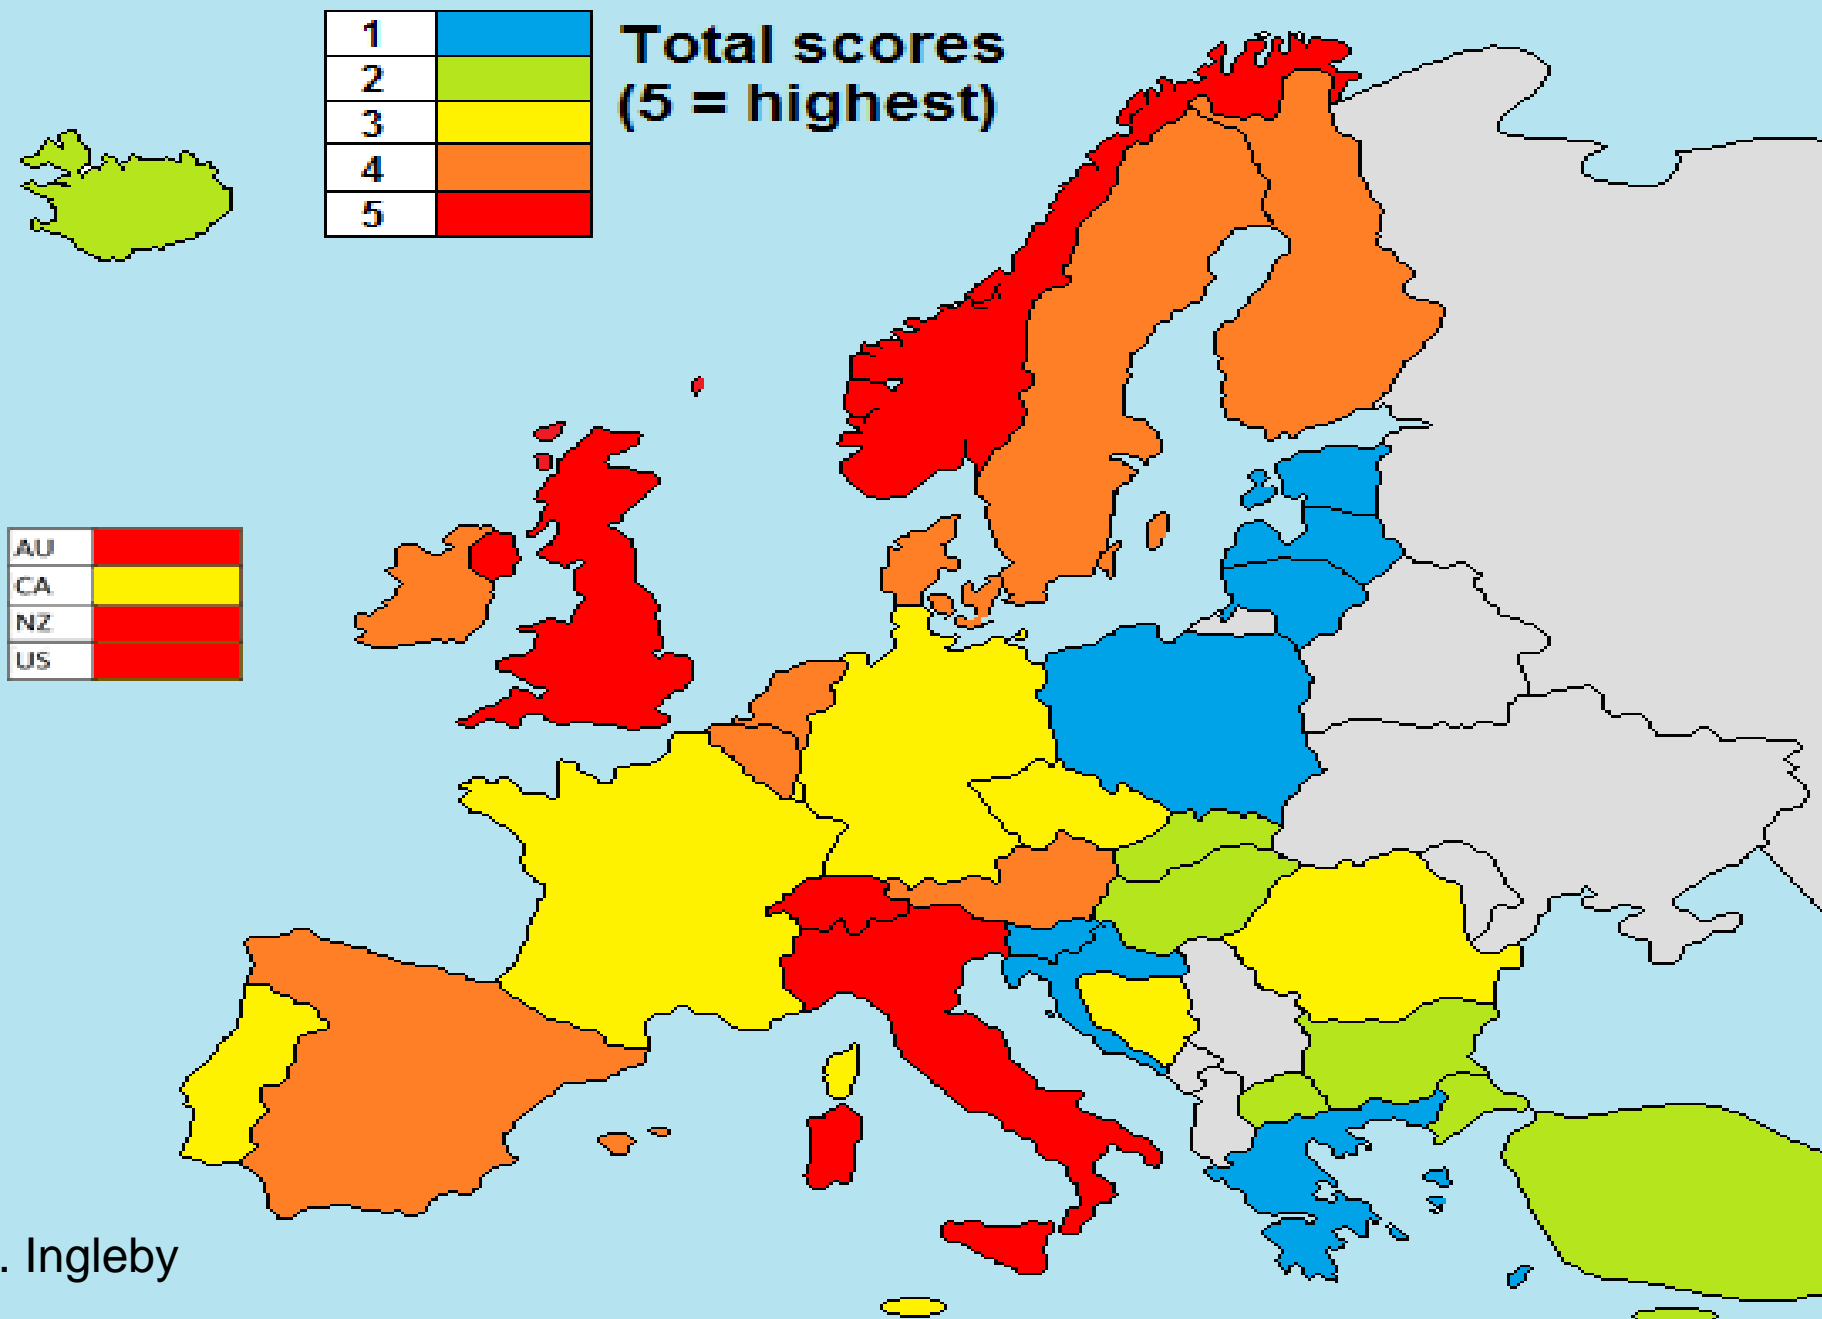 1
2
3
4
5
Total scores
(5 = highest)
AU
CA
NZ
US
. Ingleby